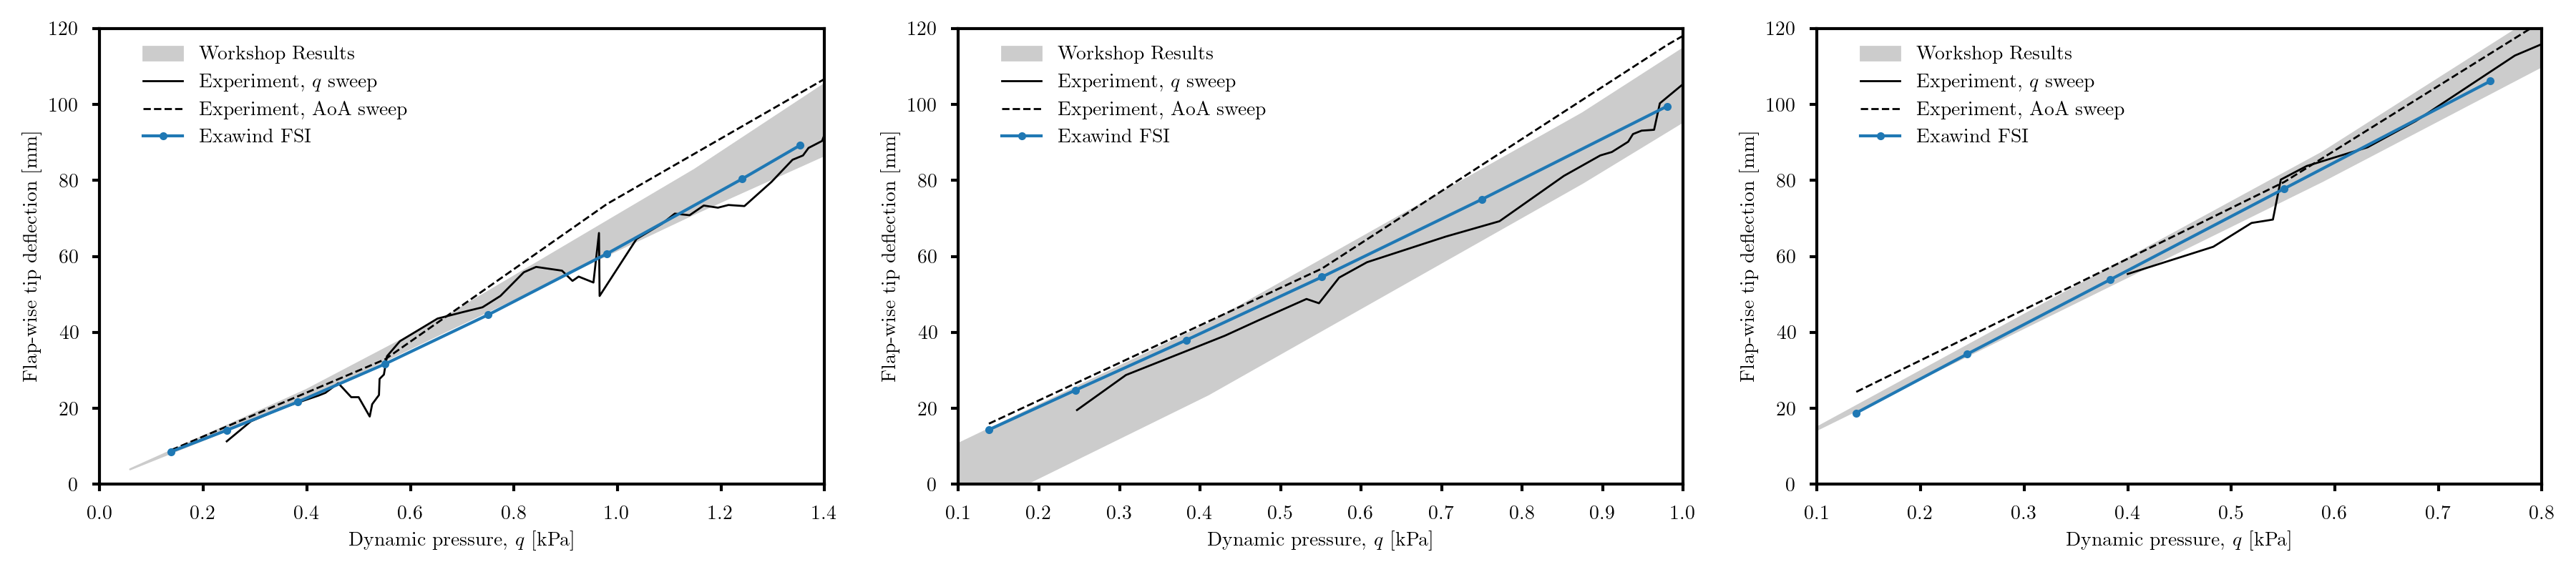 120
100
80
60
40
20
0
Flap-wise tip deflection [mm]
Workshop Results
Experiment, q sweep
Experiment, AoA sweep
Exawind FSI
0.0 0.2 0.4 0.6 0.8 1.0 1.2 1.4
Dynamic pressure, q [kPa]
120
100
80
60
40
20
0
Flap-wise tip deflection [mm]
Workshop Results
Experiment, q sweep
Experiment, AoA sweep
Exawind FSI
0.1 0.2 0.3 0.4 0.5 0.6 0.7 0.8 0.9 1.0
Dynamic pressure, q [kPa]
120
100
80
60
40
20
0
Flap-wise tip deflection [mm]
Workshop Results
Experiment, q sweep
Experiment, AoA sweep
Exawind FSI
0.1 0.2 0.3 0.4 0.5 0.6 0.7 0.8
Dynamic pressure, q [kPa]